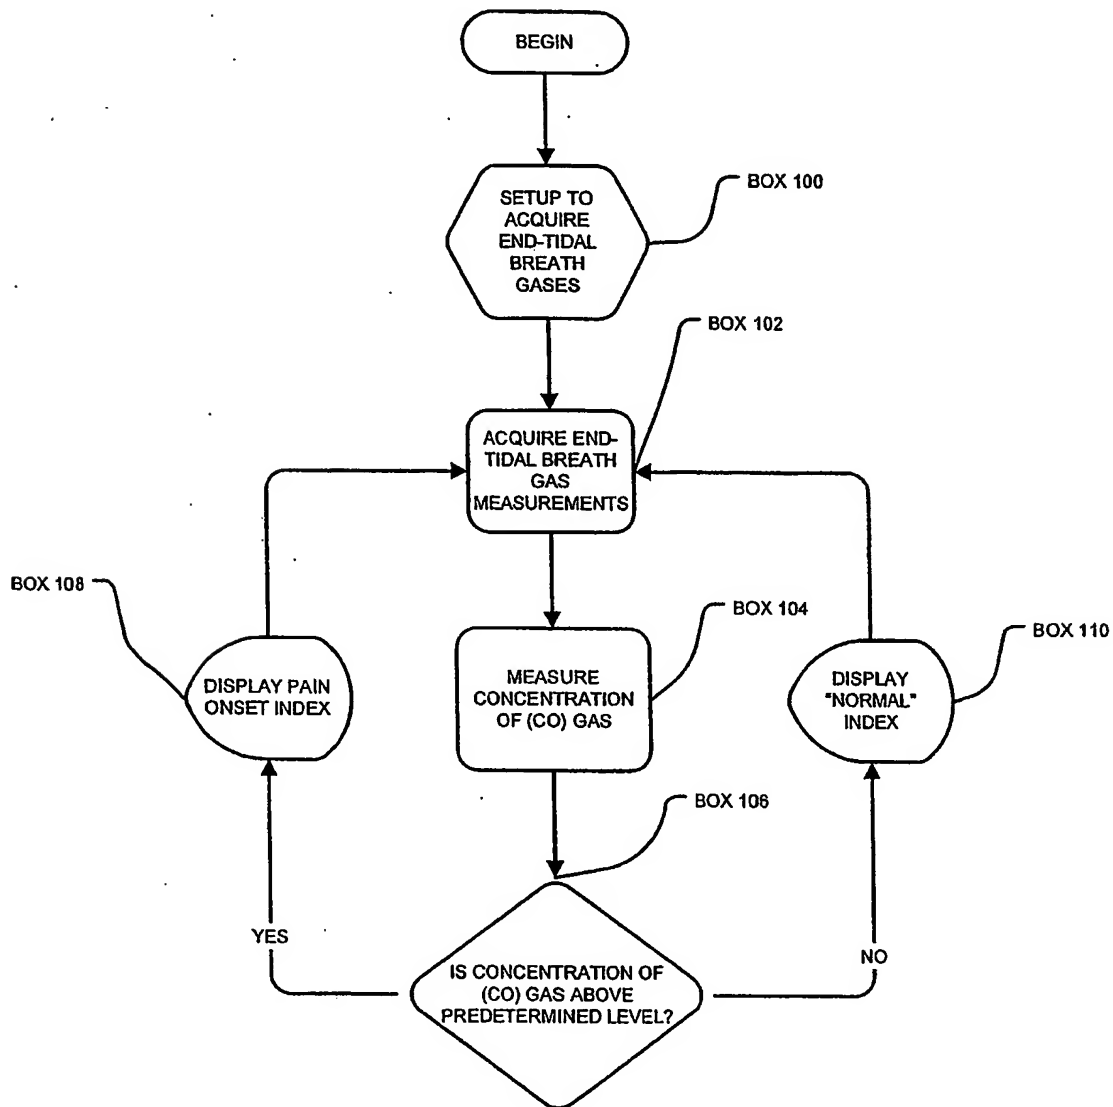 BEGIN
SETUP TO
ACQUIRE
END-TIDAL
BREATH
GASES
BOX 100
BOX 102
ACQUIRE END-
TIDAL BREATH
GAS
MEASUREMENTS
BOX 108
BOX 104
BOX 110
DISPLAY PAIN
ONSET INDEX
MEASURE
CONCENTRATION
OF (CO) GAS
DISPLAY
"NORMAL"
INDEX
BOX 106
YES
NO
IS CONCENTRATION OF
(CO) GAS ABOVE
PREDETERMINED LEVEL?